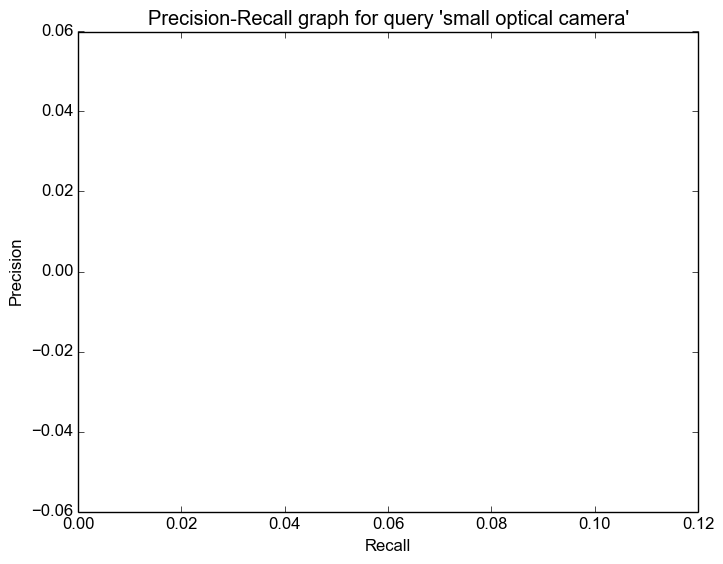 Precision-Recall graph for query 'small optical camera'
0.06
0.04
0.02
0.00
−0.02
−0.04
−0.06
Precision
0.00 0.02 0.04 0.06 0.08 0.10 0.12
Recall